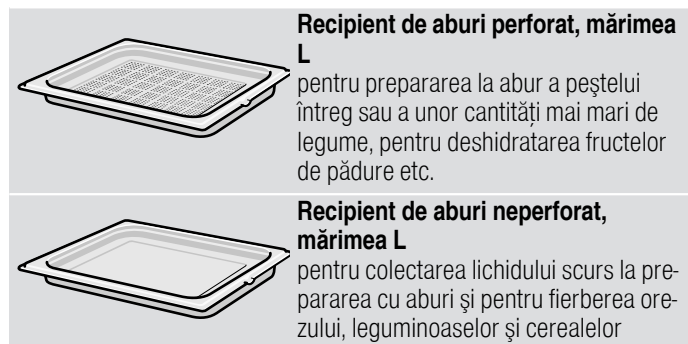 Recipient de aburi perforat, mărimea
L
pentru prepararea la abur a peştelui
întreg sau a unor cantităţi mai mari de
legume, pentru deshidratarea fructelor
de pădure etc.
Recipient de aburi neperforat,
mărimea L
pentru colectarea lichidului scurs la pre-
pararea cu aburi şi pentru fierberea ore-
zului, leguminoaselor şi cerealelor